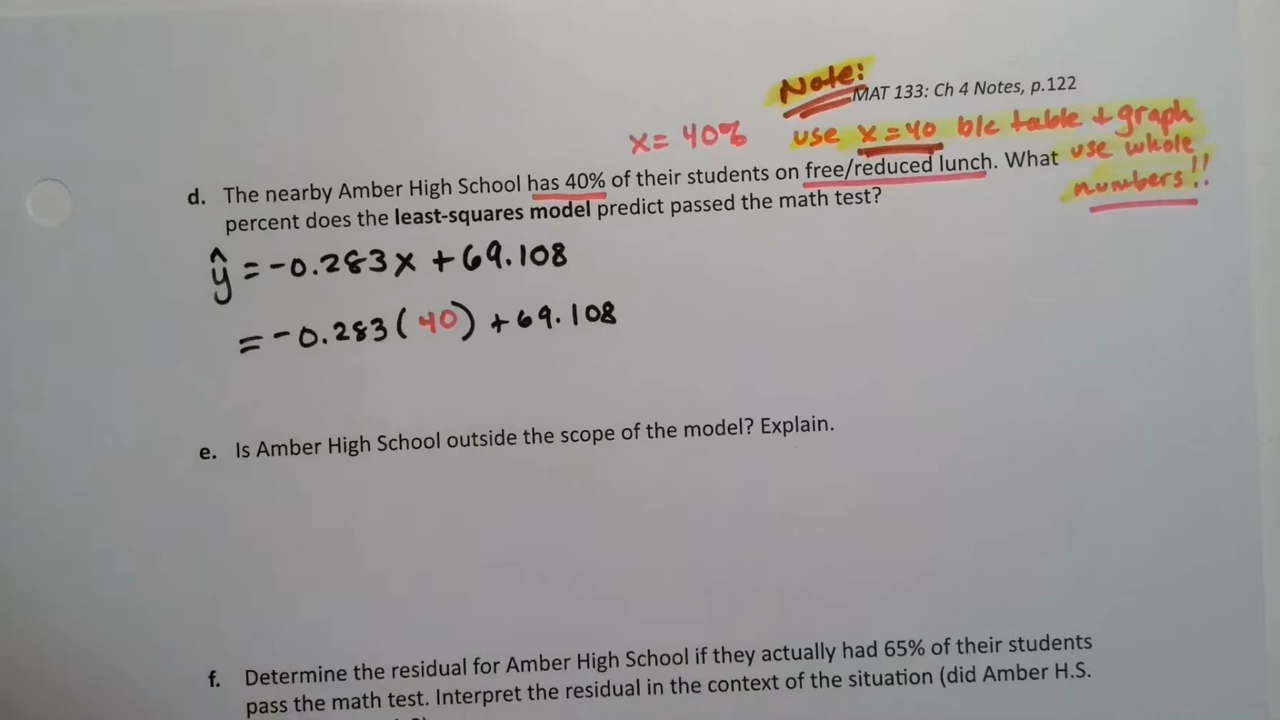 Note:
MAT 133: Ch 4 Notes, p.122
x = 40% use x = 40 b/c table + graph
use whole
numbers!!
d. The nearby Amber High School has 40% of their students on free/reduced lunch. What
percent does the least-squares model predict passed the math test?
ŷ = -0.283x + 69.108
= -0.283(40) + 69.108
e. Is Amber High School outside the scope of the model? Explain.
f. Determine the residual for Amber High School if they actually had 65% of their students
pass the math test. Interpret the residual in the context of the situation (did Amber H.S.